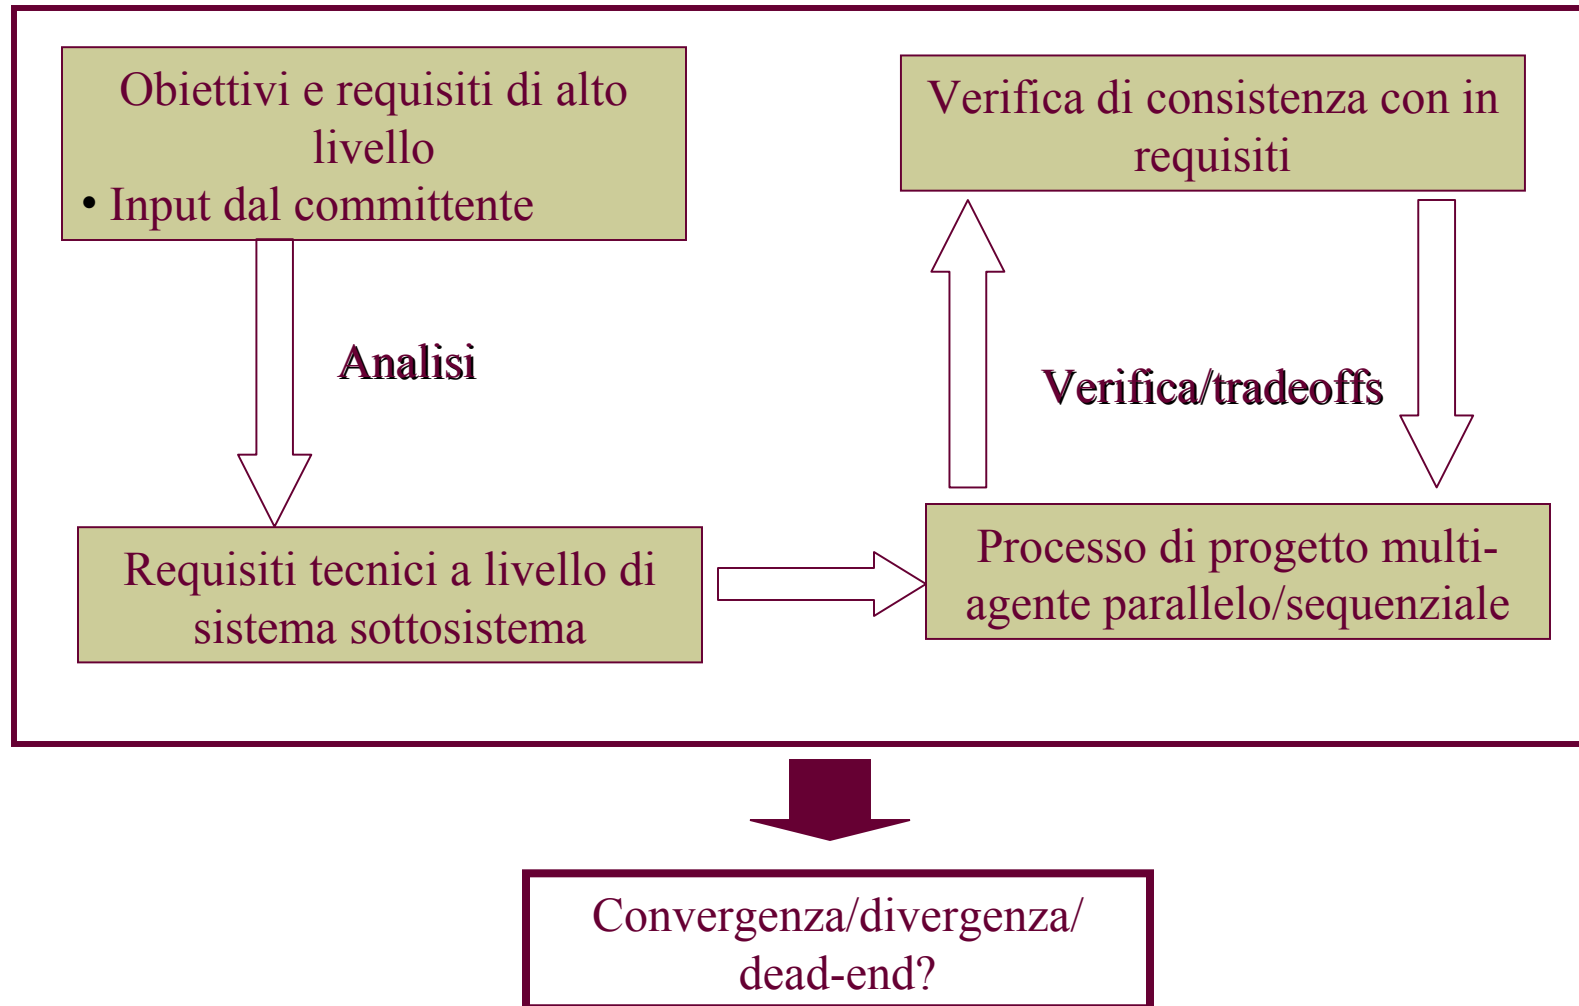 Obiettivi e requisiti di alto
livello
• Input dal committente
Verifica di consistenza con in
requisiti
Analisi
Verifica/tradeoffs
Requisiti tecnici a livello di
sistema sottosistema
Processo di progetto multi-
agente parallelo/sequenziale
Convergenza/divergenza/
dead-end?